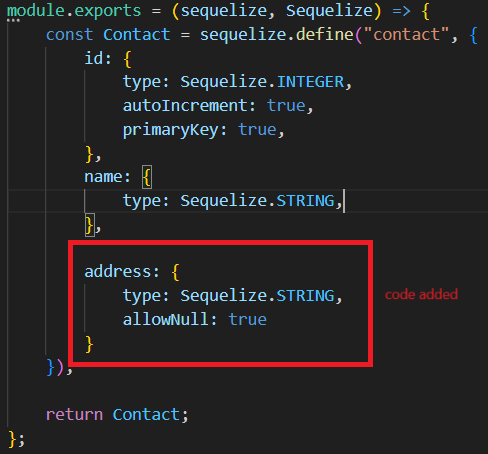 module.exports = (sequelize, Sequelize) => {
    const Contact = sequelize.define("contact", {
        id: {
            type: Sequelize.INTEGER,
            autoIncrement: true,
            primaryKey: true,
        },
        name: {
            type: Sequelize.STRING,
        },
        address: {
            type: Sequelize.STRING,
            allowNull: true
        }
code added
    });
    return Contact;
};